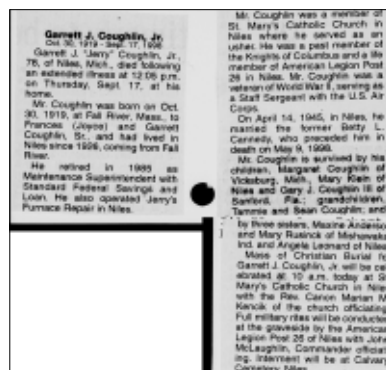 Garrett J. Coughlin, Jr.
Oct. 30, 1919 - Sept. 17, 1998
Garrett J. "Jerry" Coughlin, Jr.,
78, of Niles, Mich., died following
an extended illness at 12:05 p.m.
on Thursday, Sept. 17, at his
home.
Mr. Coughlin was born on Oct.
30, 1919, at Fall River, Mass., to
Frances (Joyce) and Garrett
Coughlin, St., and had lived in
Niles since 1926, coming from Fall
River.
He retired in 1985 as
Maintenance Superintendent with
Standard Federal Savings and
Loan. He also operated Jerry's
Furnace Repair in Niles.
Mr. Coughlin was a member of
St. Mary's Catholic Church in
Niles where he served as an
usher. He was a past member of
the Knights of Columbus and a life
member of American Legion Post
26 in Niles. Mr. Coughlin was a
veteran of World War II, serving as
a Staff Sergeant with the U.S. Air
Corps.
On April 14, 1945, in Niles, he
married the former Betty L.
Cennedy, who preceded him in
death on May 9, 1998.
Mr. Coughlin is survived by his
children, Margaret Coughlin of
Vicksburg, Mich., Mary Klein of
Niles and Gary J. Coughlin III of
Sanford, Fla.; grandchildren,
Tammie and Sean Coughlin; and
by three sisters, Maxine Anderson
and Mary Rusinck of Mishawaka
Ind. and Angela Leonard of Niles
Mass of Christian Burial fo
Garrett J. Coughlin, Jr. will be cel
ebrated at 10 a.m. today at St
Mary's Catholic Church in Nile
with the Rev. Canon Marian M
Kencik of the church officiating
Full military rites will be conducted
at the graveside by the American
Legion Post 26 of Niles with John
McLaughlin, Commander officiat
ing. Interment will be at Calvary
Cemetery, Niles